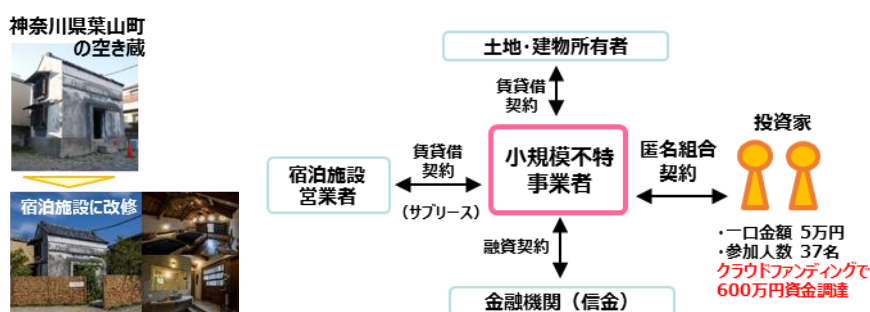 神奈川県葉山町
の空き蔵
宿泊施設に改修
土地・建物所有者
賃貸借
契約
宿泊施設
営業者
賃貸借
契約
(サブリース)
小規模不特
事業者
匿名組合
契約
投資家
・一口金額 5万円
・参加人数 37名
クラウドファンディングで
600万円資金調達
融資契約
金融機関（信金）